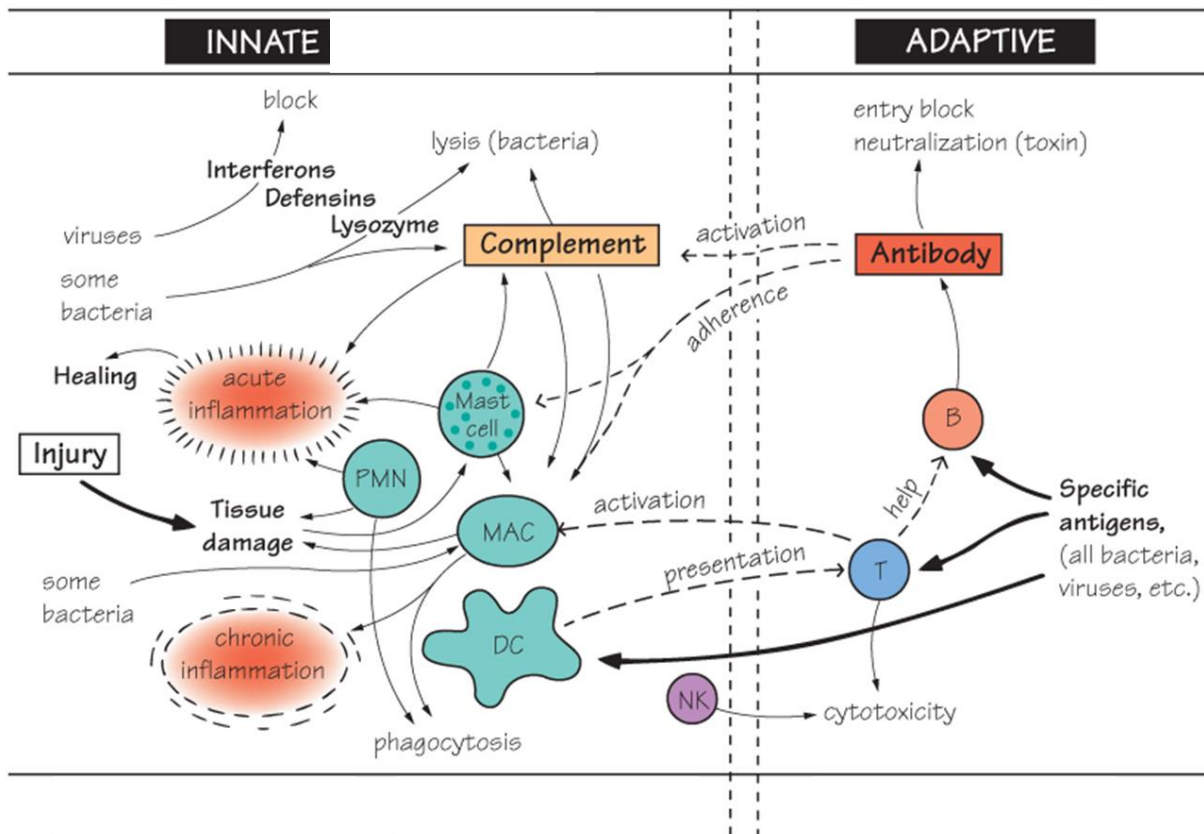 INNATE
ADAPTIVE
block
Interferons
Defensins
Lysozyme
viruses
some
bacteria
lysis (bacteria)
Complement
activation
adherence
entry block
neutralization (toxin)
Antibody
Healing
acute
inflammation
Mast
cell
B
Injury
PMN
Tissue
damage
MAC
activation
help
Specific
antigens,
(all bacteria,
viruses, etc.)
some
bacteria
presentation
T
chronic
inflammation
DC
NK
cytotoxicity
phagocytosis